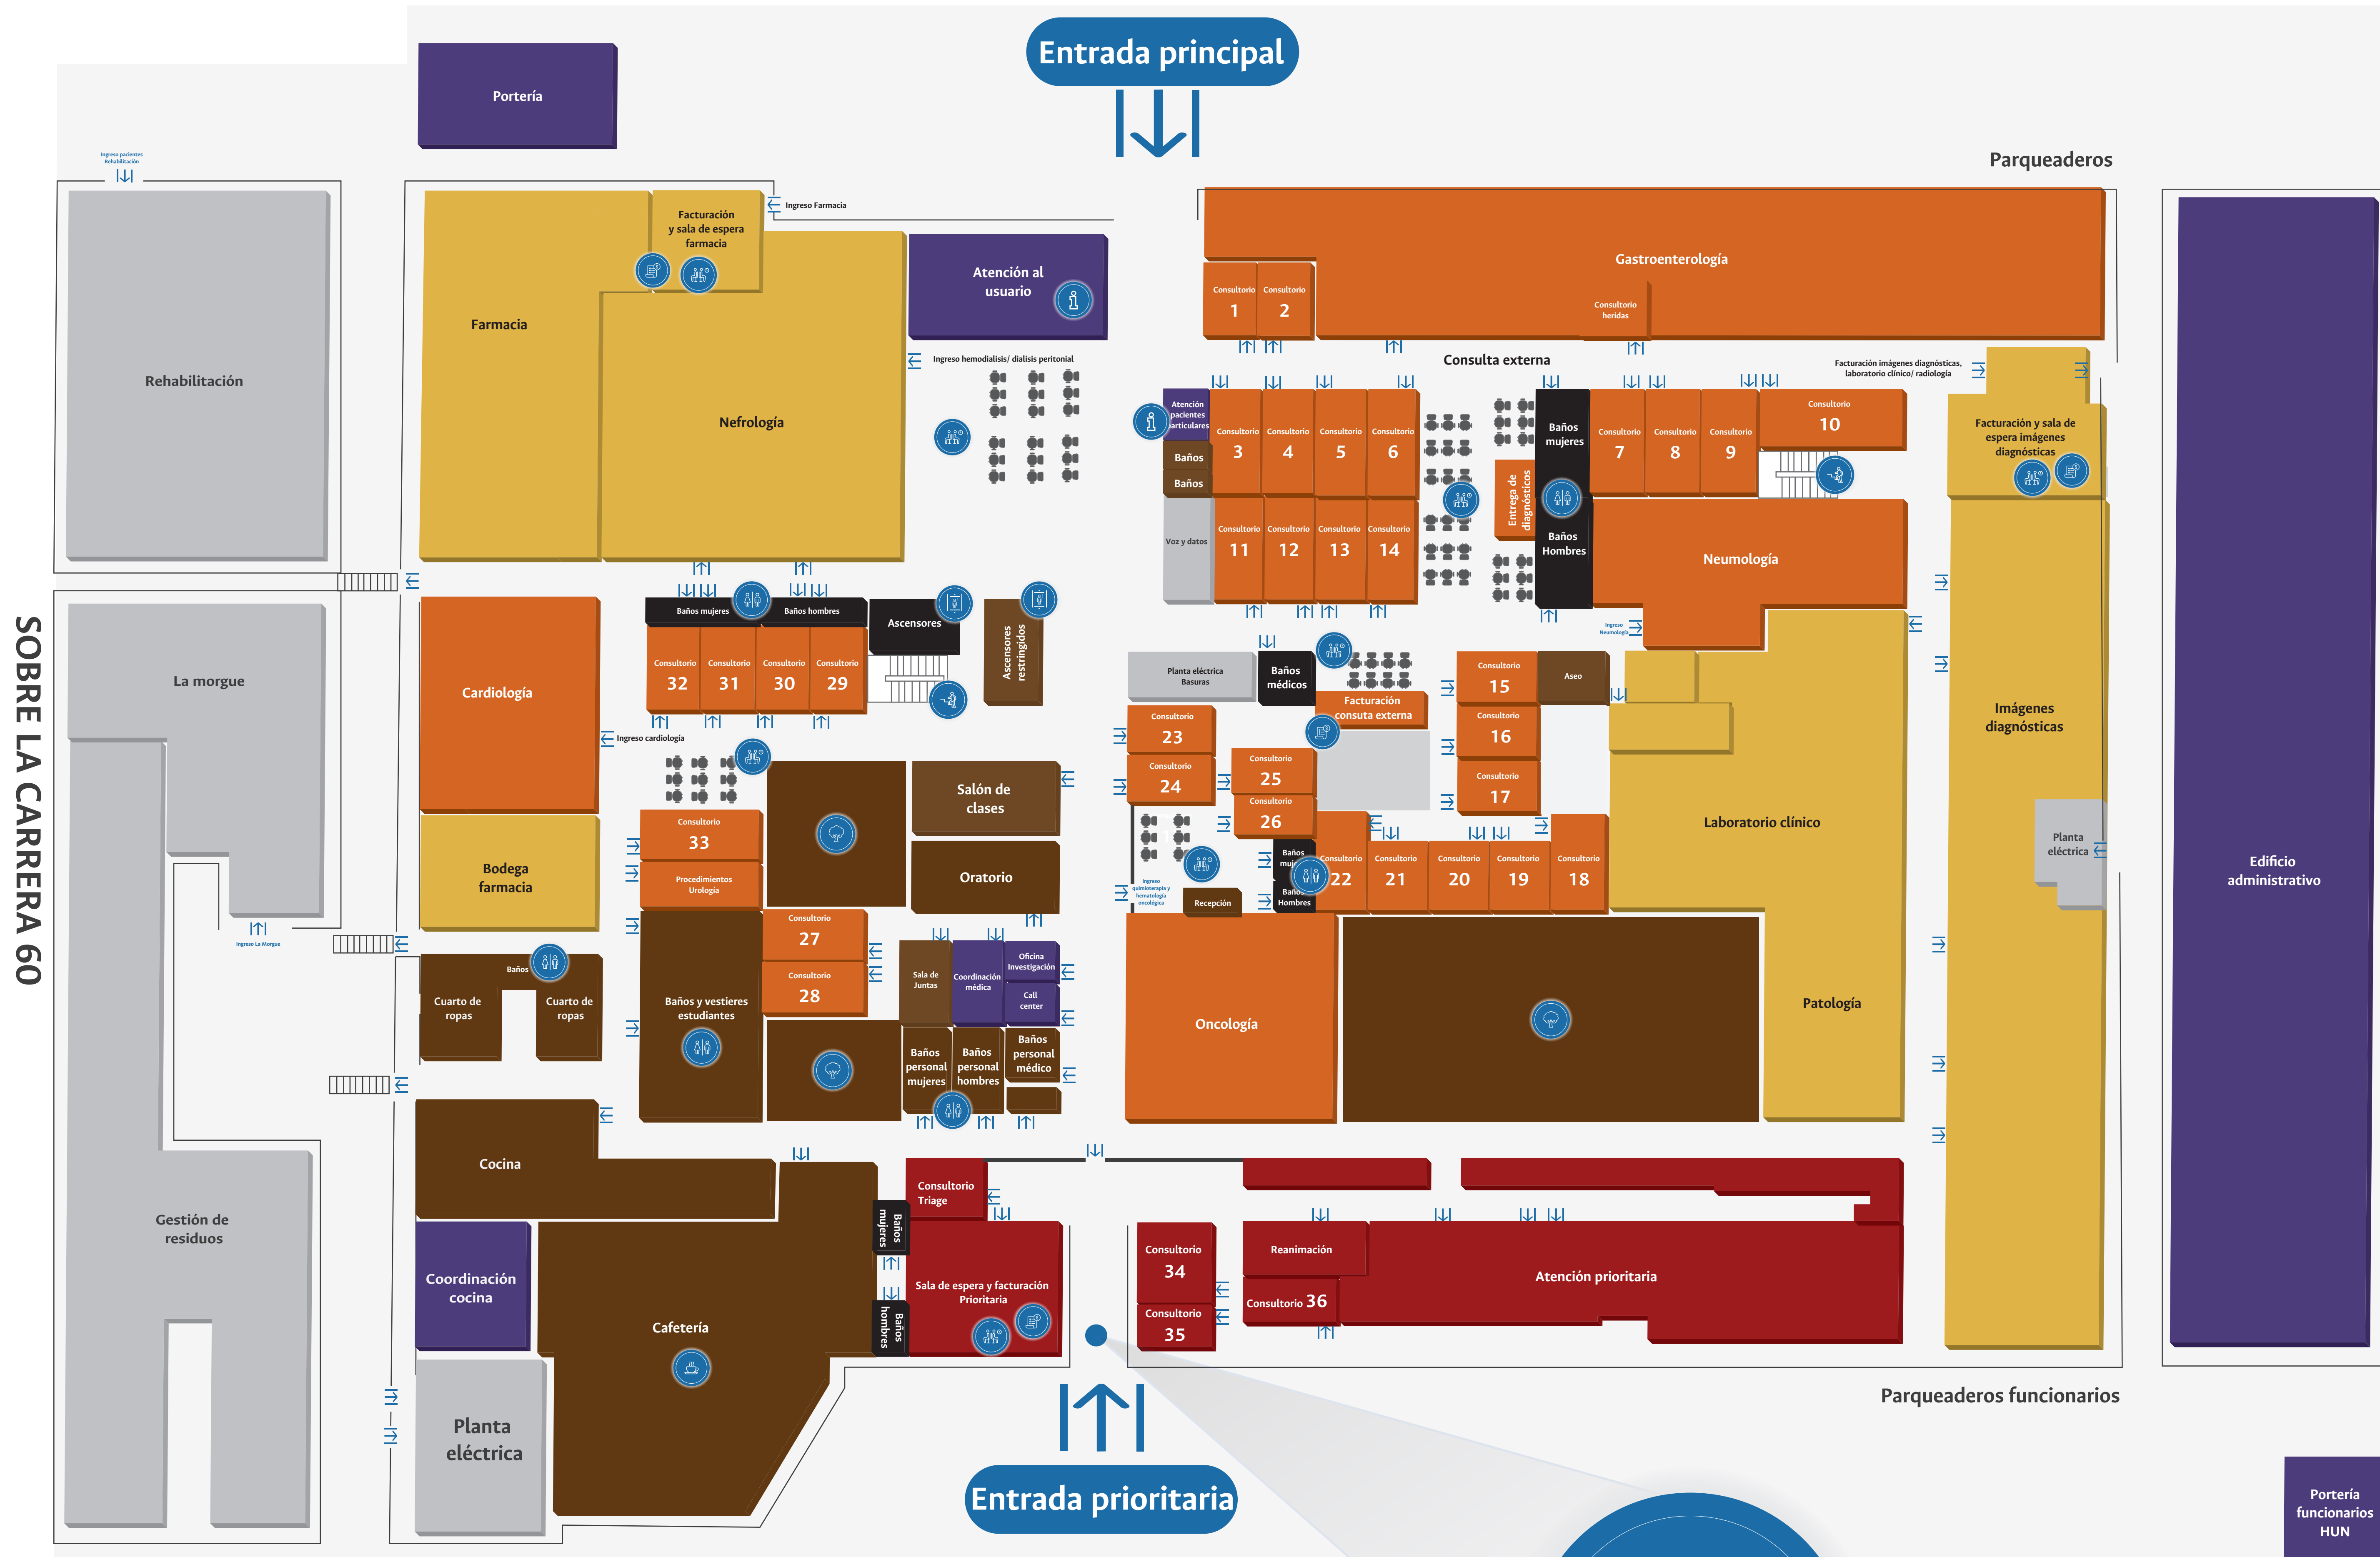 Entrada principal
Portería
Parqueaderos
Ingreso pacientes
Rehabilitación
Rehabilitación
Farmacia
Facturación
y sala de espera
farmacia
Ingreso Farmacia
Nefrología
Atención al
usuario
Ingreso hemodialisis/ dialisis peritonial
Gastroenterología
Consultorio
1
Consultorio
2
Consultorio
heridas
Consulta externa
Facturación imágenes diagnósticas,
laboratorio clínico/ radiología
Atención
pacientes
particulares
Baños
Baños
Voz y datos
Consultorio
3
Consultorio
4
Consultorio
5
Consultorio
6
Consultorio
11
Consultorio
12
Consultorio
13
Consultorio
14
Entrega de
diagnósticos
Baños
mujeres
Baños
Hombres
Consultorio
7
Consultorio
8
Consultorio
9
Consultorio
10
Neumología
Ingreso
Neumología
Facturación y sala de
espera imágenes
diagnósticas
Imágenes
diagnósticas
Planta
eléctrica
Edificio
administrativo
SOBRE LA CARRERA 60
La morgue
Ingreso La Morgue
Gestión de
residuos
Cardiología
Ingreso cardiología
Baños mujeres
Baños hombres
Consultorio
32
Consultorio
31
Consultorio
30
Consultorio
29
Ascensores
Ascensores
restringidos
Bodega
farmacia
Consultorio
33
Procedimientos
Urología
Salón de
clases
Oratorio
Baños
Cuarto de
ropas
Cuarto de
ropas
Baños y vestieres
estudiantes
Consultorio
27
Consultorio
28
Sala de
Juntas
Coordinación
médica
Oficina
Investigación
Call
center
Baños
personal
mujeres
Baños
personal
hombres
Baños
personal
médico
Planta eléctrica
Basuras
Baños
médicos
Facturación
consuta externa
Consultorio
15
Aseo
Consultorio
16
Consultorio
17
Consultorio
23
Consultorio
24
Consultorio
25
Consultorio
26
Baños
mujeres
Baños
Hombres
Consultorio
22
Consultorio
21
Consultorio
20
Consultorio
19
Consultorio
18
Ingreso
quimioterapia y
hematología
oncológica
Recepción
Oncología
Laboratorio clínico
Patología
Cocina
Coordinación
cocina
Planta
eléctrica
Cafetería
Baños
mujeres
Baños
hombres
Consultorio
Triage
Sala de espera y facturación
Prioritaria
Consultorio
34
Consultorio
35
Reanimación
Consultorio 36
Atención prioritaria
Parqueaderos funcionarios
Entrada prioritaria
Portería
funcionarios
HUN